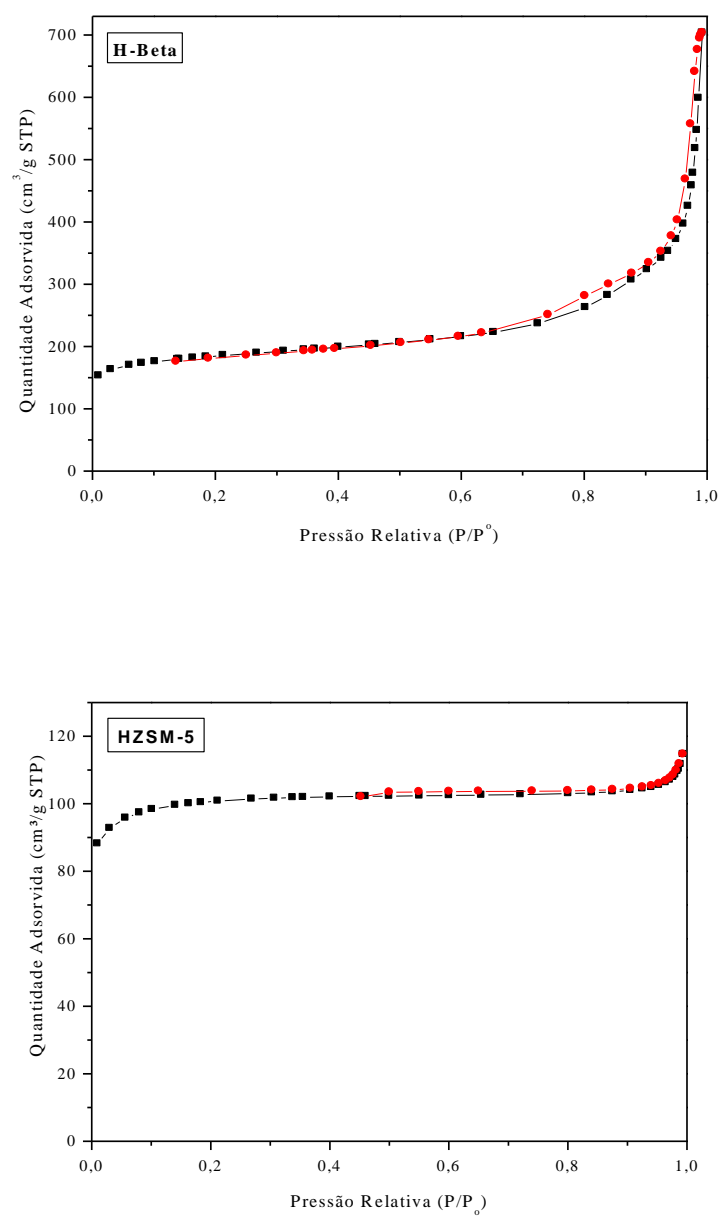 H-Beta
700
600
500
400
300
200
100
0
Quantidade Adsorvida (cm³/g STP)
0,0 0,2 0,4 0,6 0,8 1,0
Pressão Relativa (P/P°)
HZSM-5
120
100
80
60
40
20
0
Quantidade Adsorvida (cm³/g STP)
0,0 0,2 0,4 0,6 0,8 1,0
Pressão Relativa (P/Pₒ)